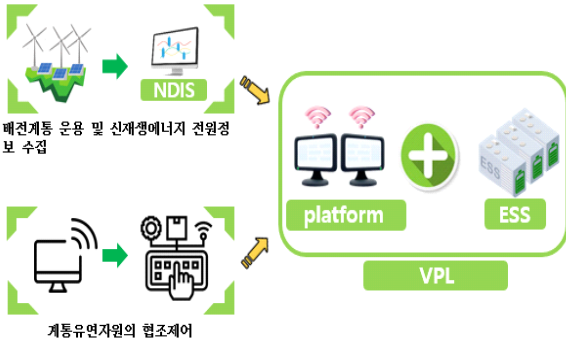 NDIS
배전계통 운용 및 신재생에너지 전원정
보 수집
platform
ESS
ESS
VPL
계통유연자원의 협조제어